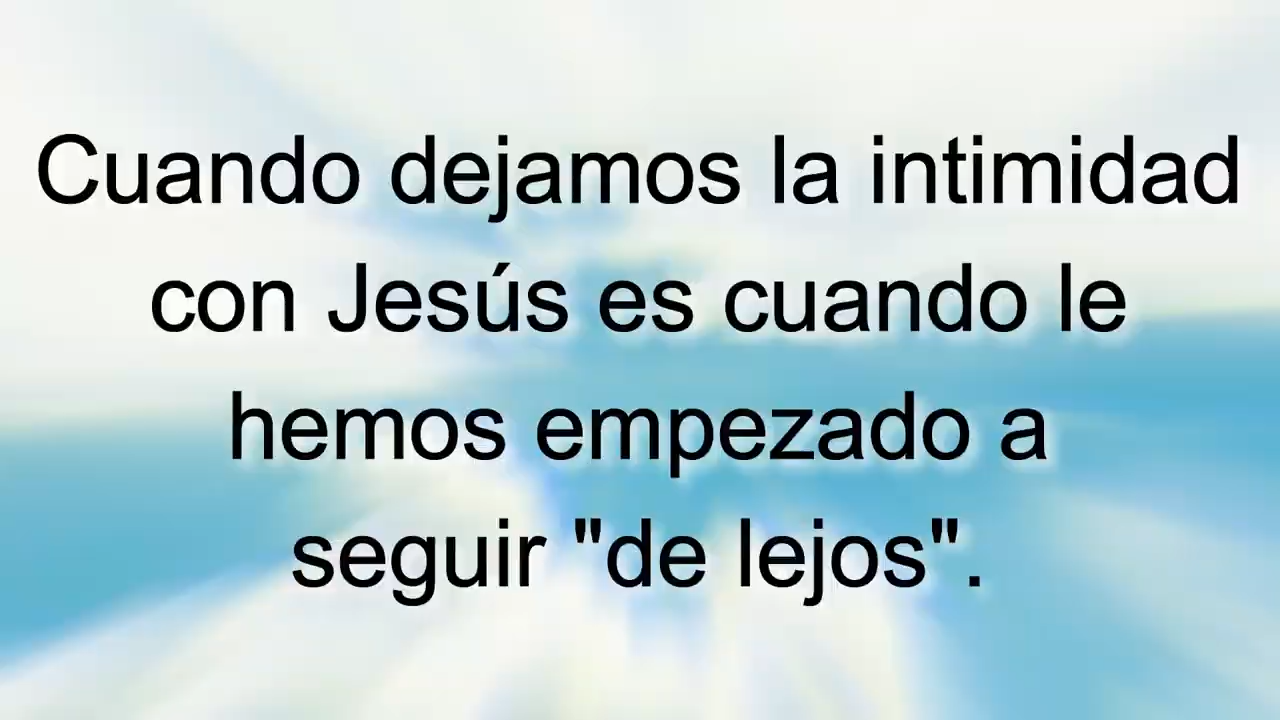 Cuando dejamos la intimidad
con Jesús es cuando le
hemos empezado a
seguir "de lejos".